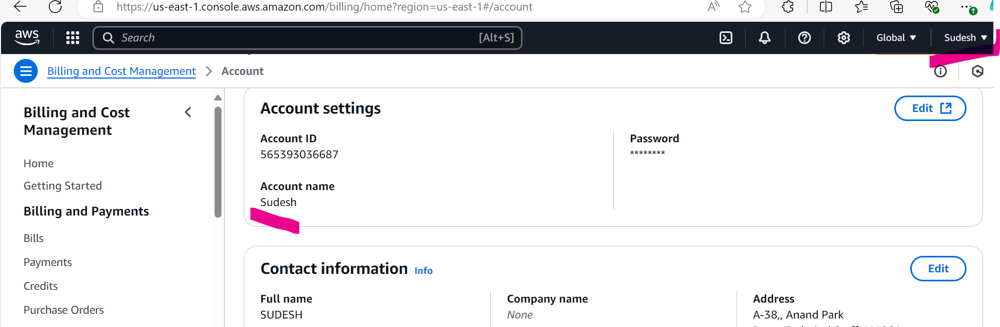 https://us-east-1.console.aws.amazon.com/billing/home?region=us-east-1#/account
aws Search [Alt+S] Global Sudesh
Billing and Cost Management > Account
Billing and Cost
Management
Home
Getting Started
Billing and Payments
Bills
Payments
Credits
Purchase Orders
Account settings Edit
Account ID
565393036687
Password
********
Account name
Sudesh
Contact information Info Edit
Full name
SUDESH
Company name
None
Address
A-38,, Anand Park